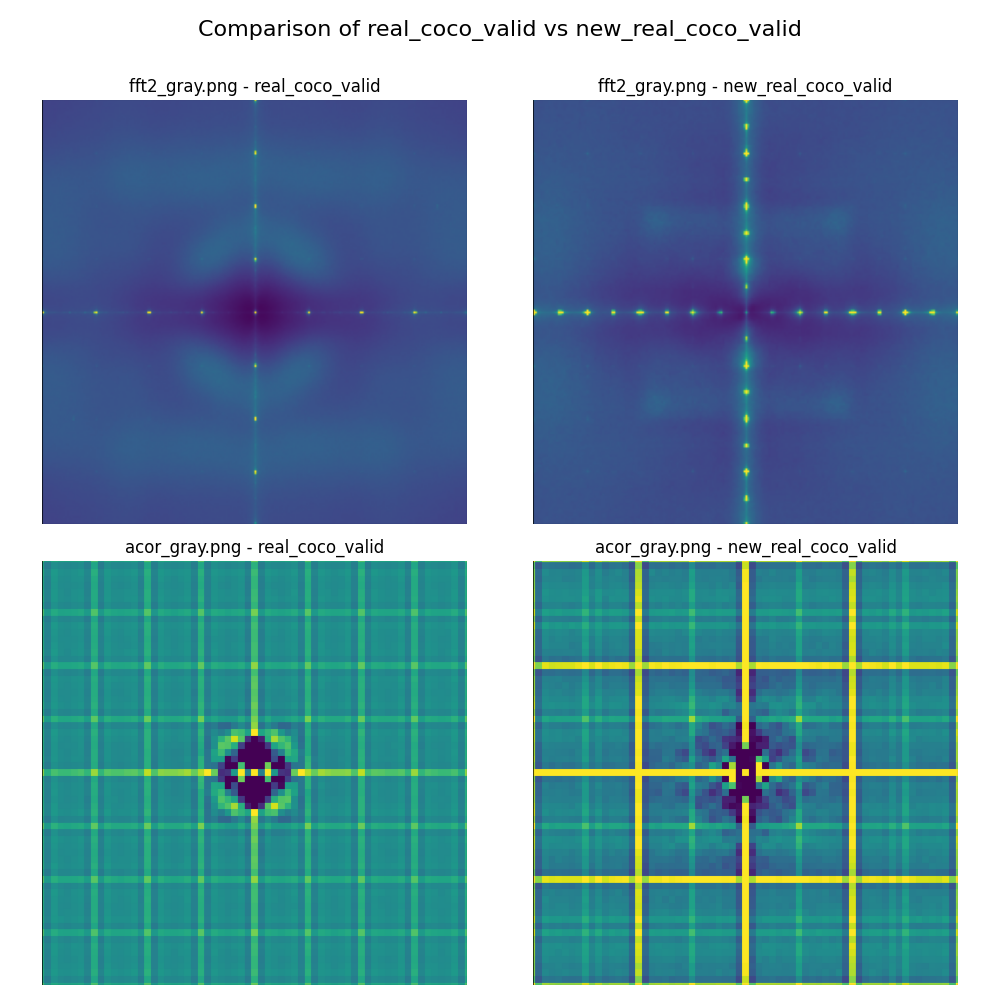 Comparison of real_coco_valid vs new_real_coco_valid
fft2_gray.png - real_coco_valid
fft2_gray.png - new_real_coco_valid
acor_gray.png - real_coco_valid
acor_gray.png - new_real_coco_valid